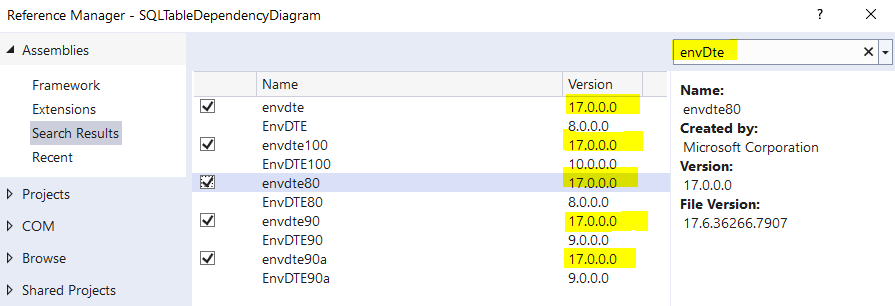 Reference Manager - SQLTableDependencyDiagram ? ×
Assemblies
Framework
Extensions
Search Results
Recent
Projects
COM
Browse
Shared Projects
Name Version
envdte 17.0.0.0
EnvDTE 8.0.0.0
envdte100 17.0.0.0
EnvDTE100 10.0.0.0
envdte80 17.0.0.0
EnvDTE80 8.0.0.0
envdte90 17.0.0.0
EnvDTE90 9.0.0.0
envdte90a 17.0.0.0
EnvDTE90a 9.0.0.0
envDte
Name:
envdte80
Created by:
Microsoft Corporation
Version:
17.0.0.0
File Version:
17.6.36266.7907